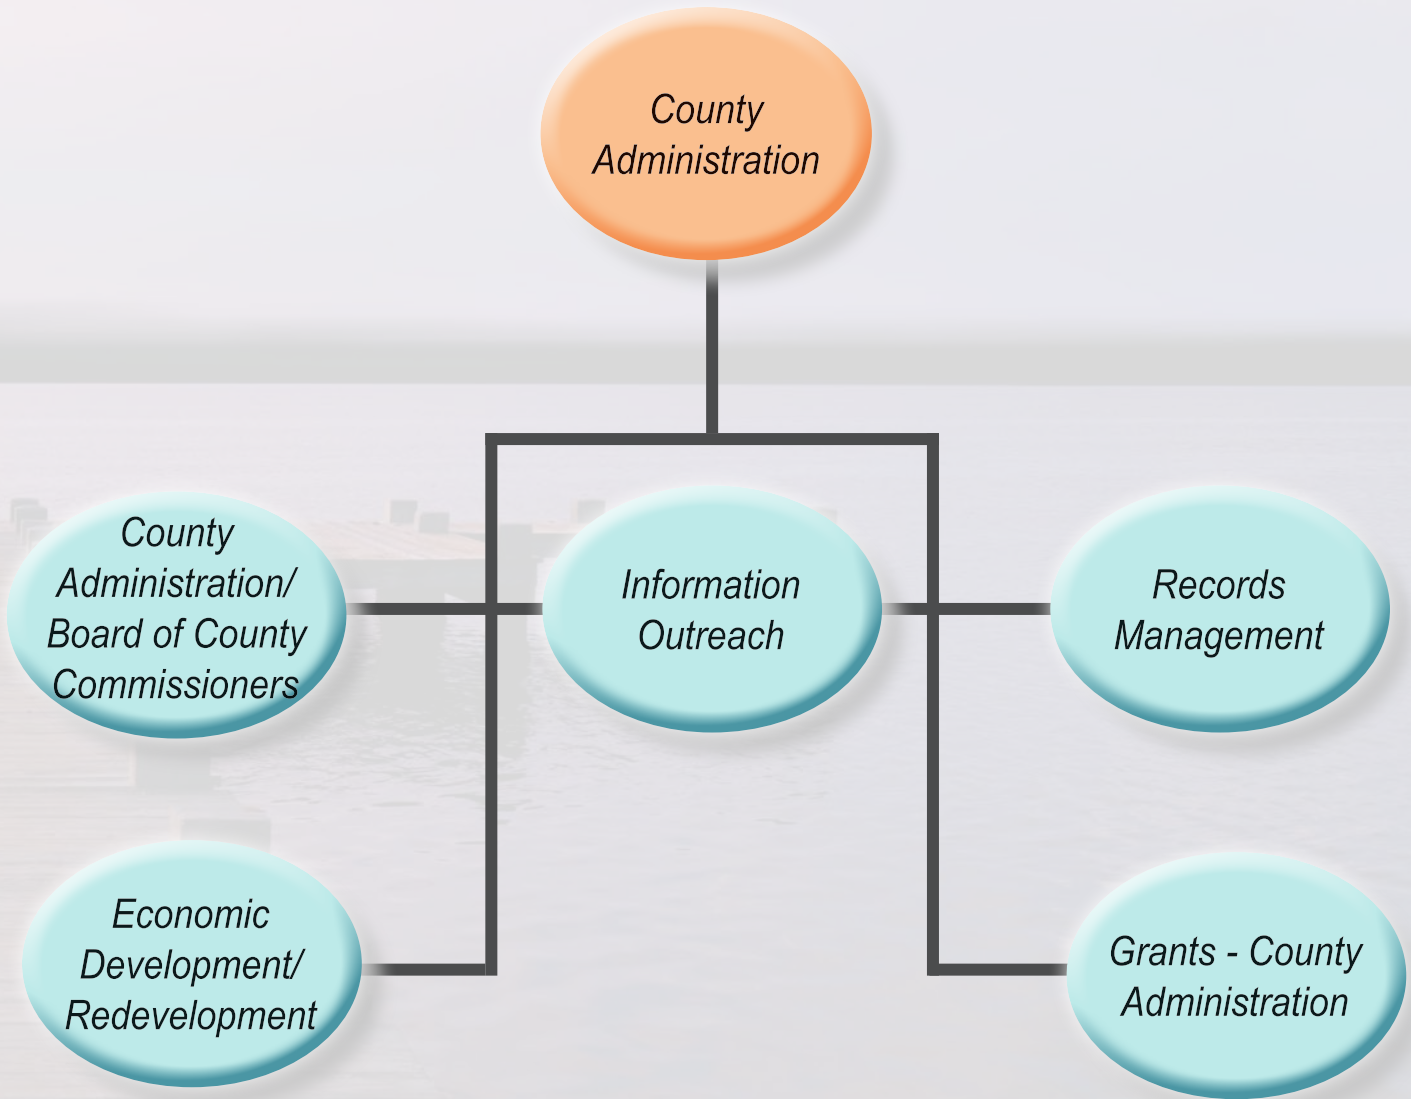 County
Administration
County
Administration/
Board of County
Commissioners
Information
Outreach
Records
Management
Economic
Development/
Redevelopment
Grants - County
Administration